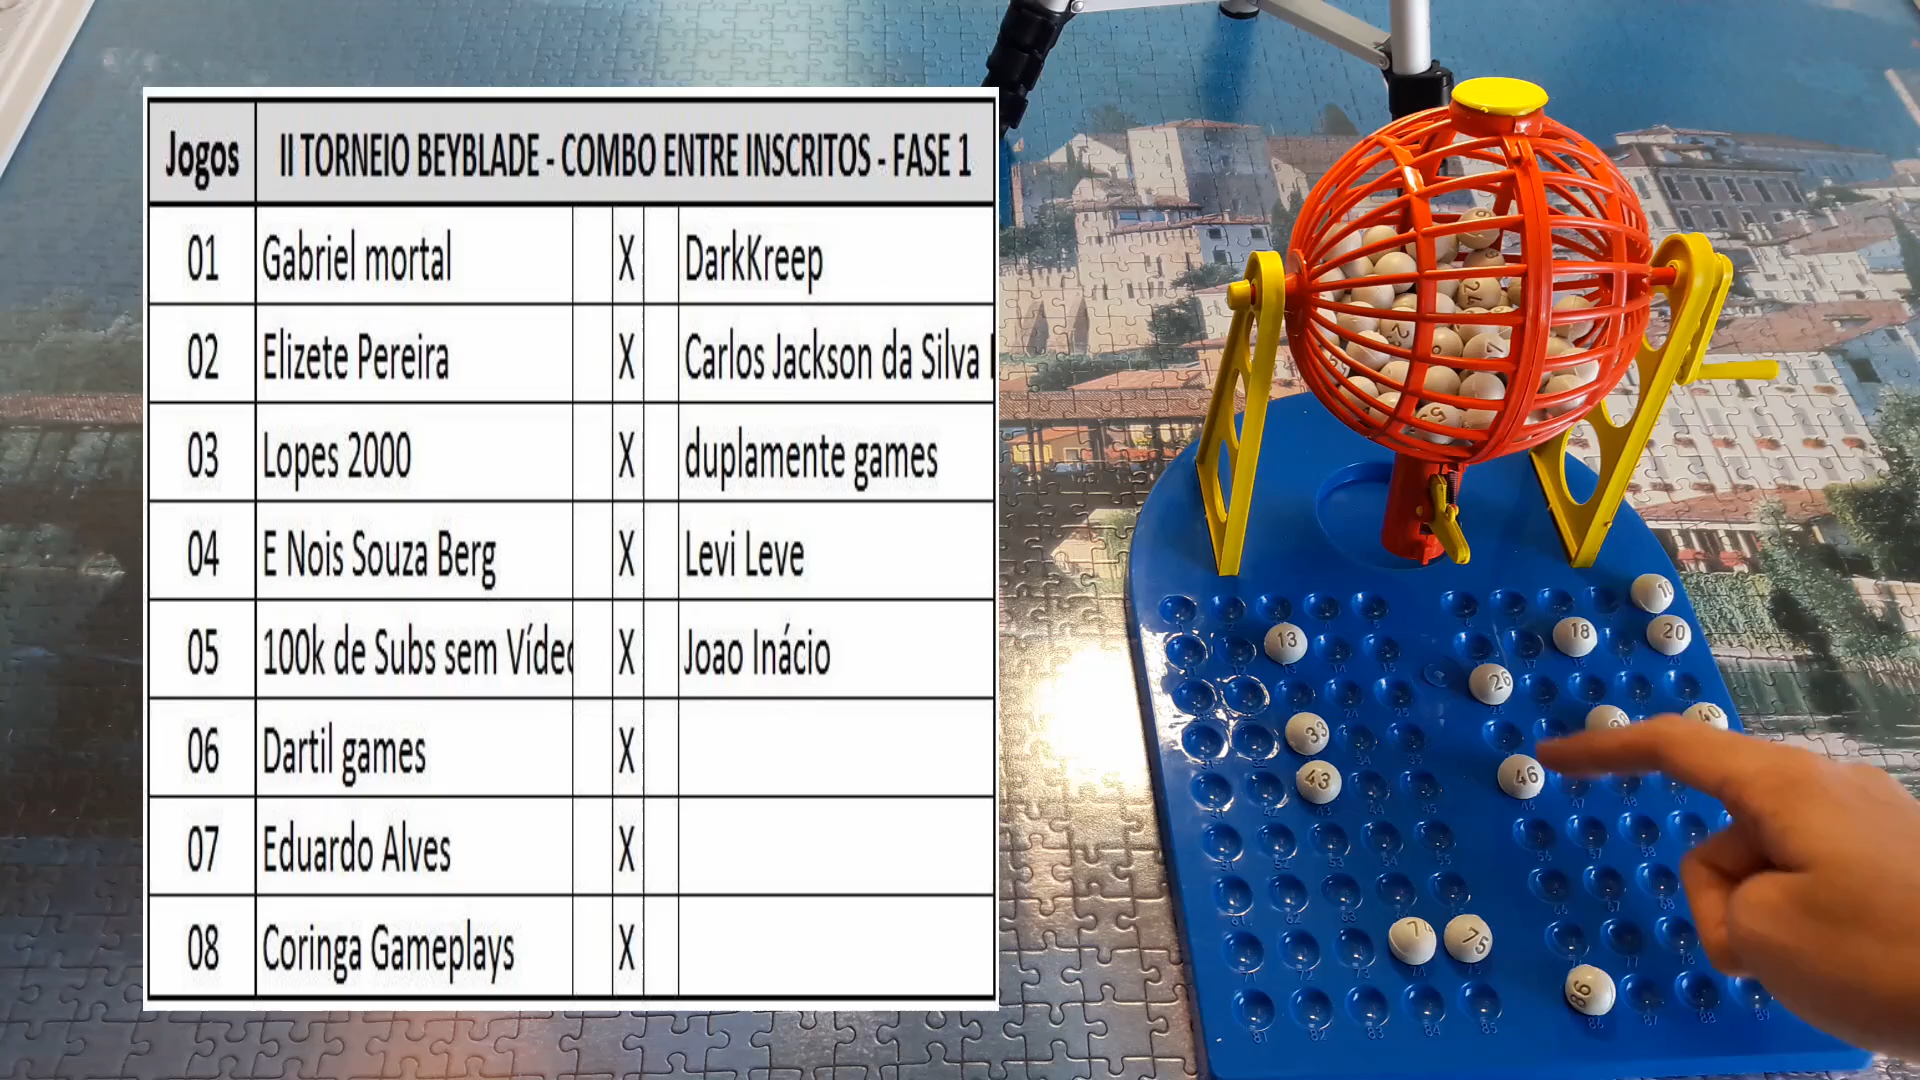 Jogos II TORNEIO BEYBLADE - COMBO ENTRE INSCRITOS - FASE 1
01 Gabriel mortal X DarkKreep
02 Elizete Pereira X Carlos Jackson da Silva
03 Lopes 2000 X duplamente games
04 E Nois Souza Berg X Levi Leve
05 100k de Subs sem X Joao Inácio
06 Dartil games X
07 Eduardo Alves X
08 Coringa Gameplays X
10
13 18 20
26
33 40
43 46
74 75
86